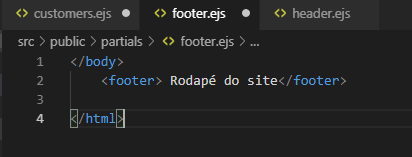 customers.ejs footer.ejs header.ejs
src > public > partials > footer.ejs > ...
1 </body>
2 <footer> Rodapé do site</footer>
3
4 </html>